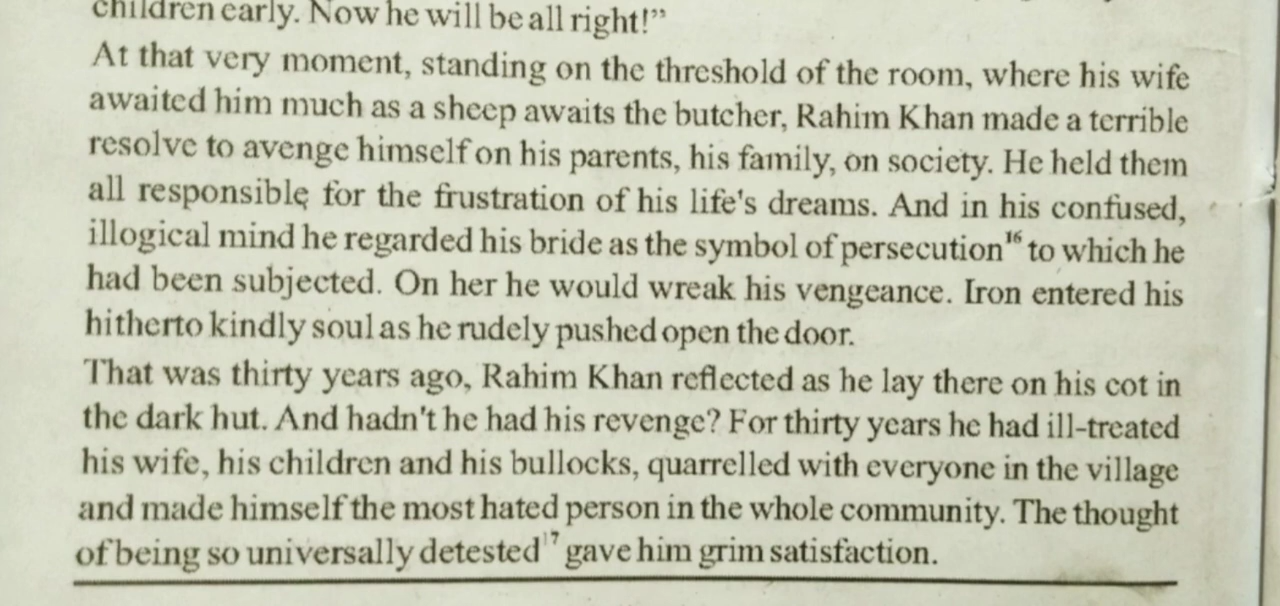 children early. Now he will be all right!”
At that very moment, standing on the threshold of the room, where his wife
awaited him much as a sheep awaits the butcher, Rahim Khan made a terrible
resolve to avenge himself on his parents, his family, on society. He held them
all responsible for the frustration of his life's dreams. And in his confused,
illogical mind he regarded his bride as the symbol of persecution¹⁶ to which he
had been subjected. On her he would wreak his vengeance. Iron entered his
hitherto kindly soul as he rudely pushed open the door.
That was thirty years ago, Rahim Khan reflected as he lay there on his cot in
the dark hut. And hadn't he had his revenge? For thirty years he had ill-treated
his wife, his children and his bullocks, quarrelled with everyone in the village
and made himself the most hated person in the whole community. The thought
of being so universally detested¹⁷ gave him grim satisfaction.